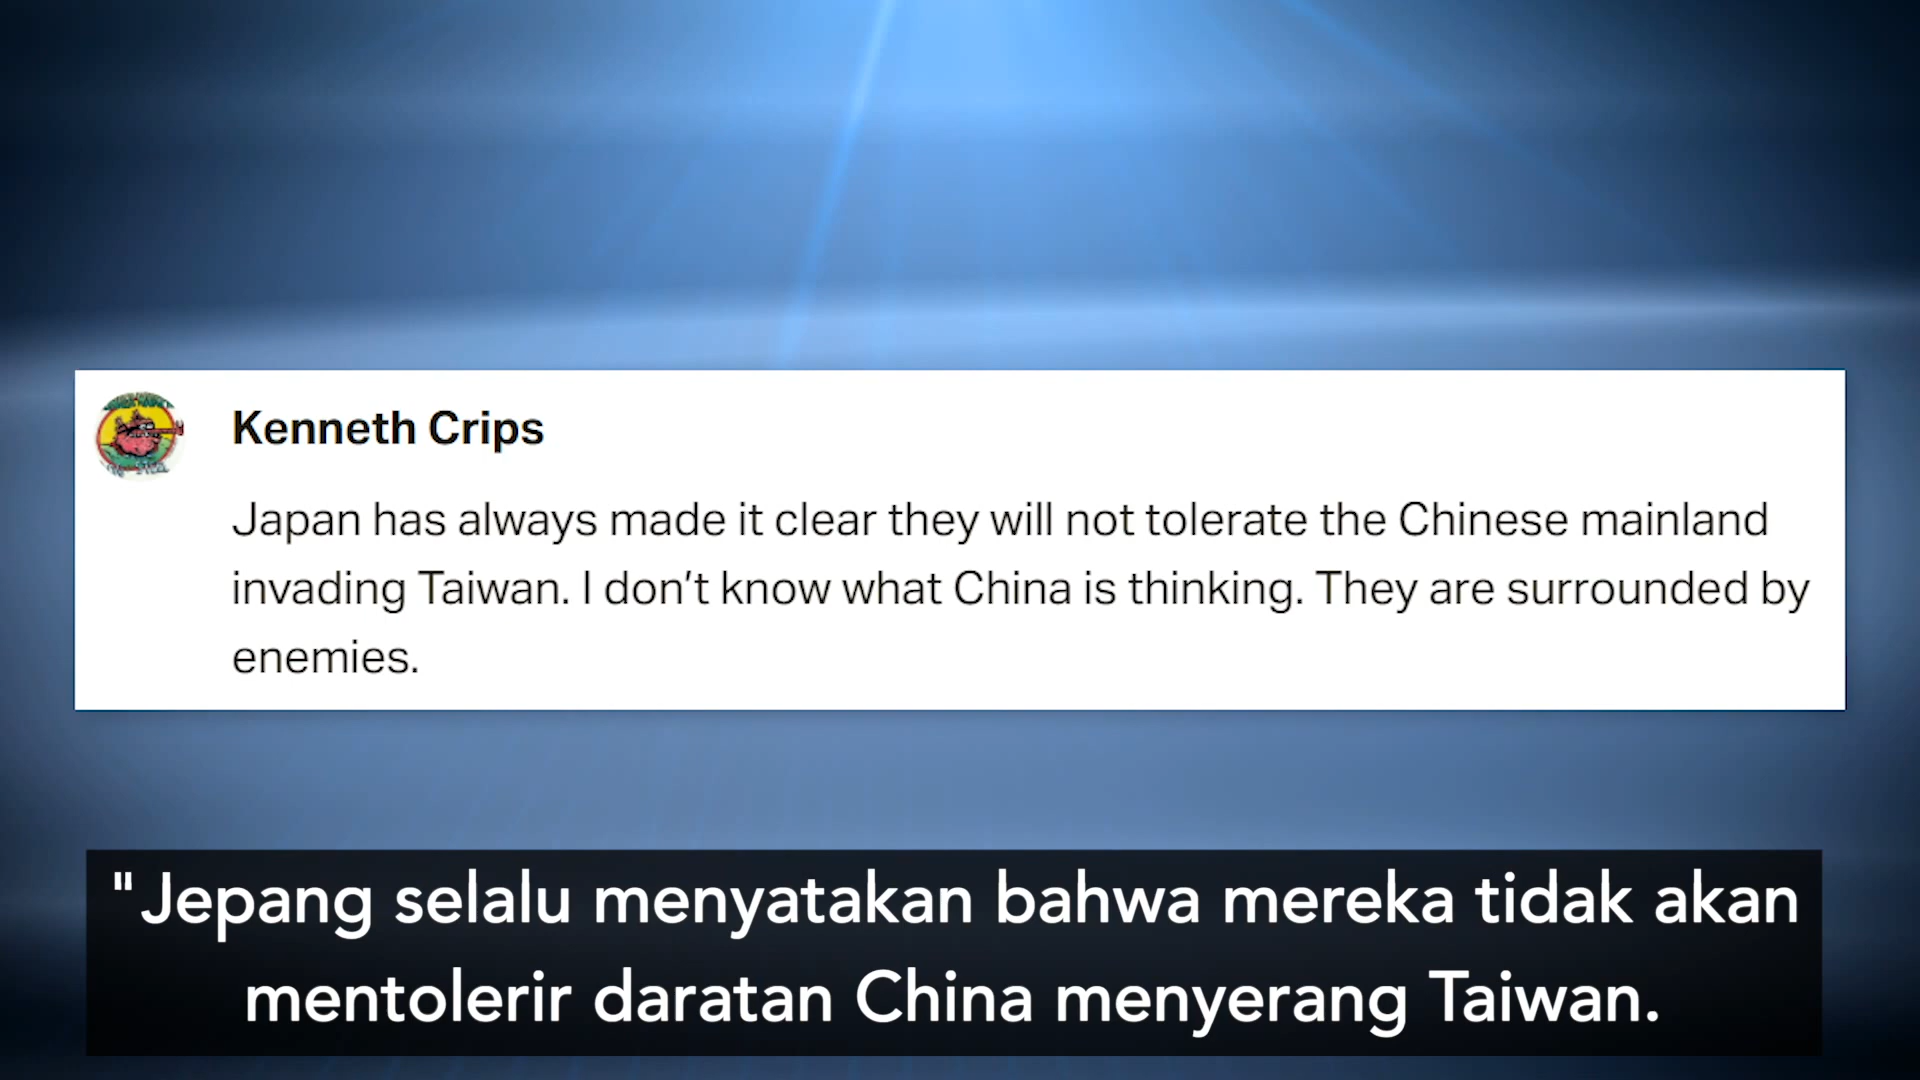 Kenneth Crips
Japan has always made it clear they will not tolerate the Chinese mainland
invading Taiwan. I don't know what China is thinking. They are surrounded by
enemies.
"Jepang selalu menyatakan bahwa mereka tidak akan
mentolerir daratan China menyerang Taiwan.